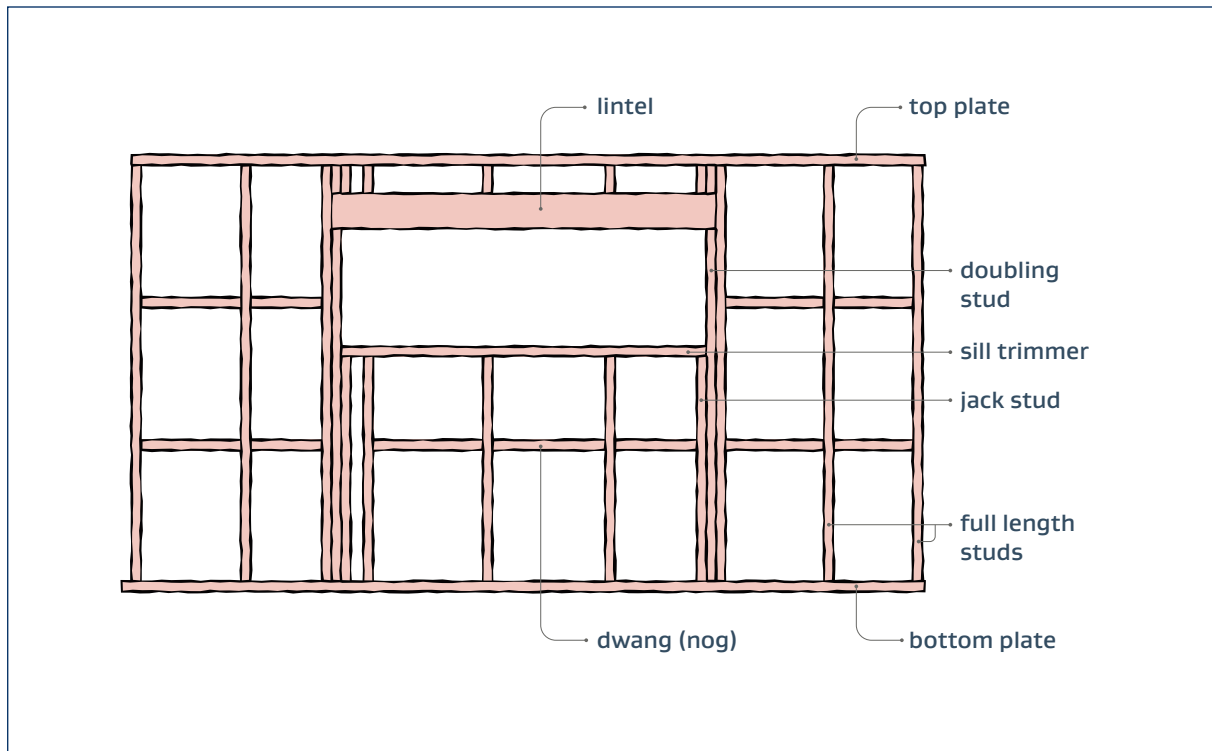 lintel
top plate
doubling
stud
sill trimmer
jack stud
full length
studs
dwang (nog)
bottom plate